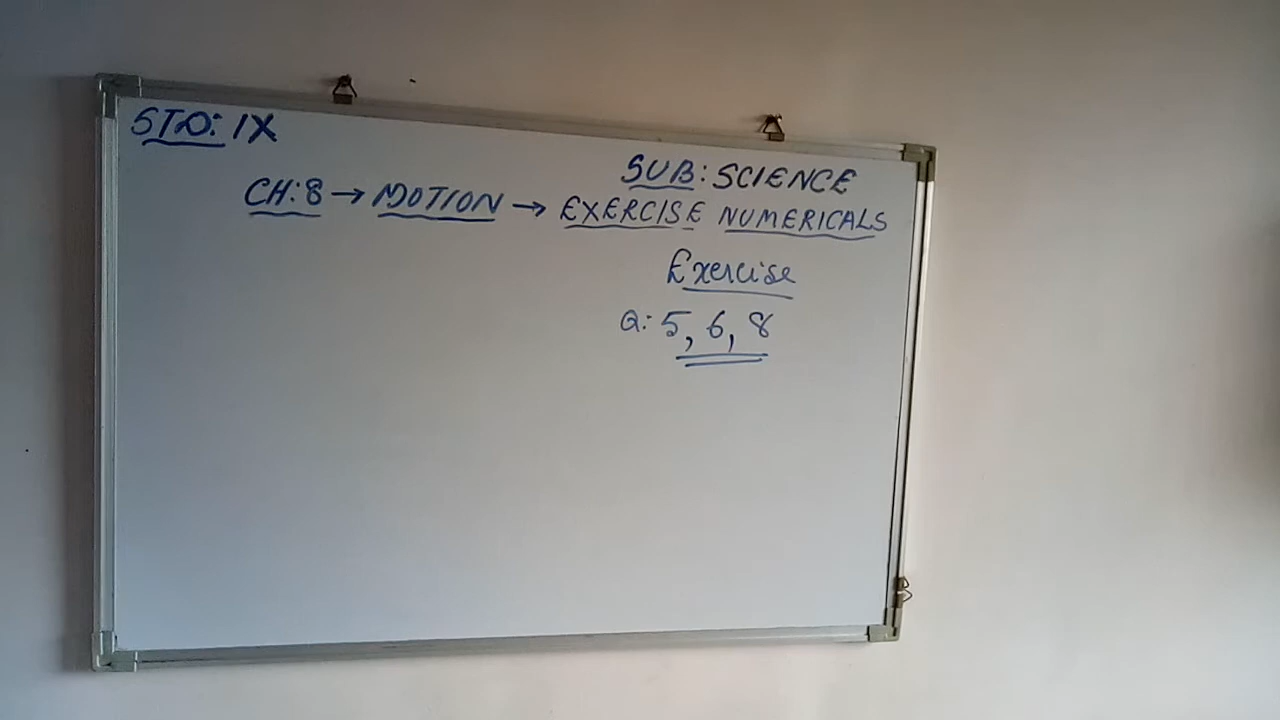 STD: IX
SUB: SCIENCE
CH:8 → MOTION → EXERCISE NUMERICALS
Exercise
Q: 5, 6, 8